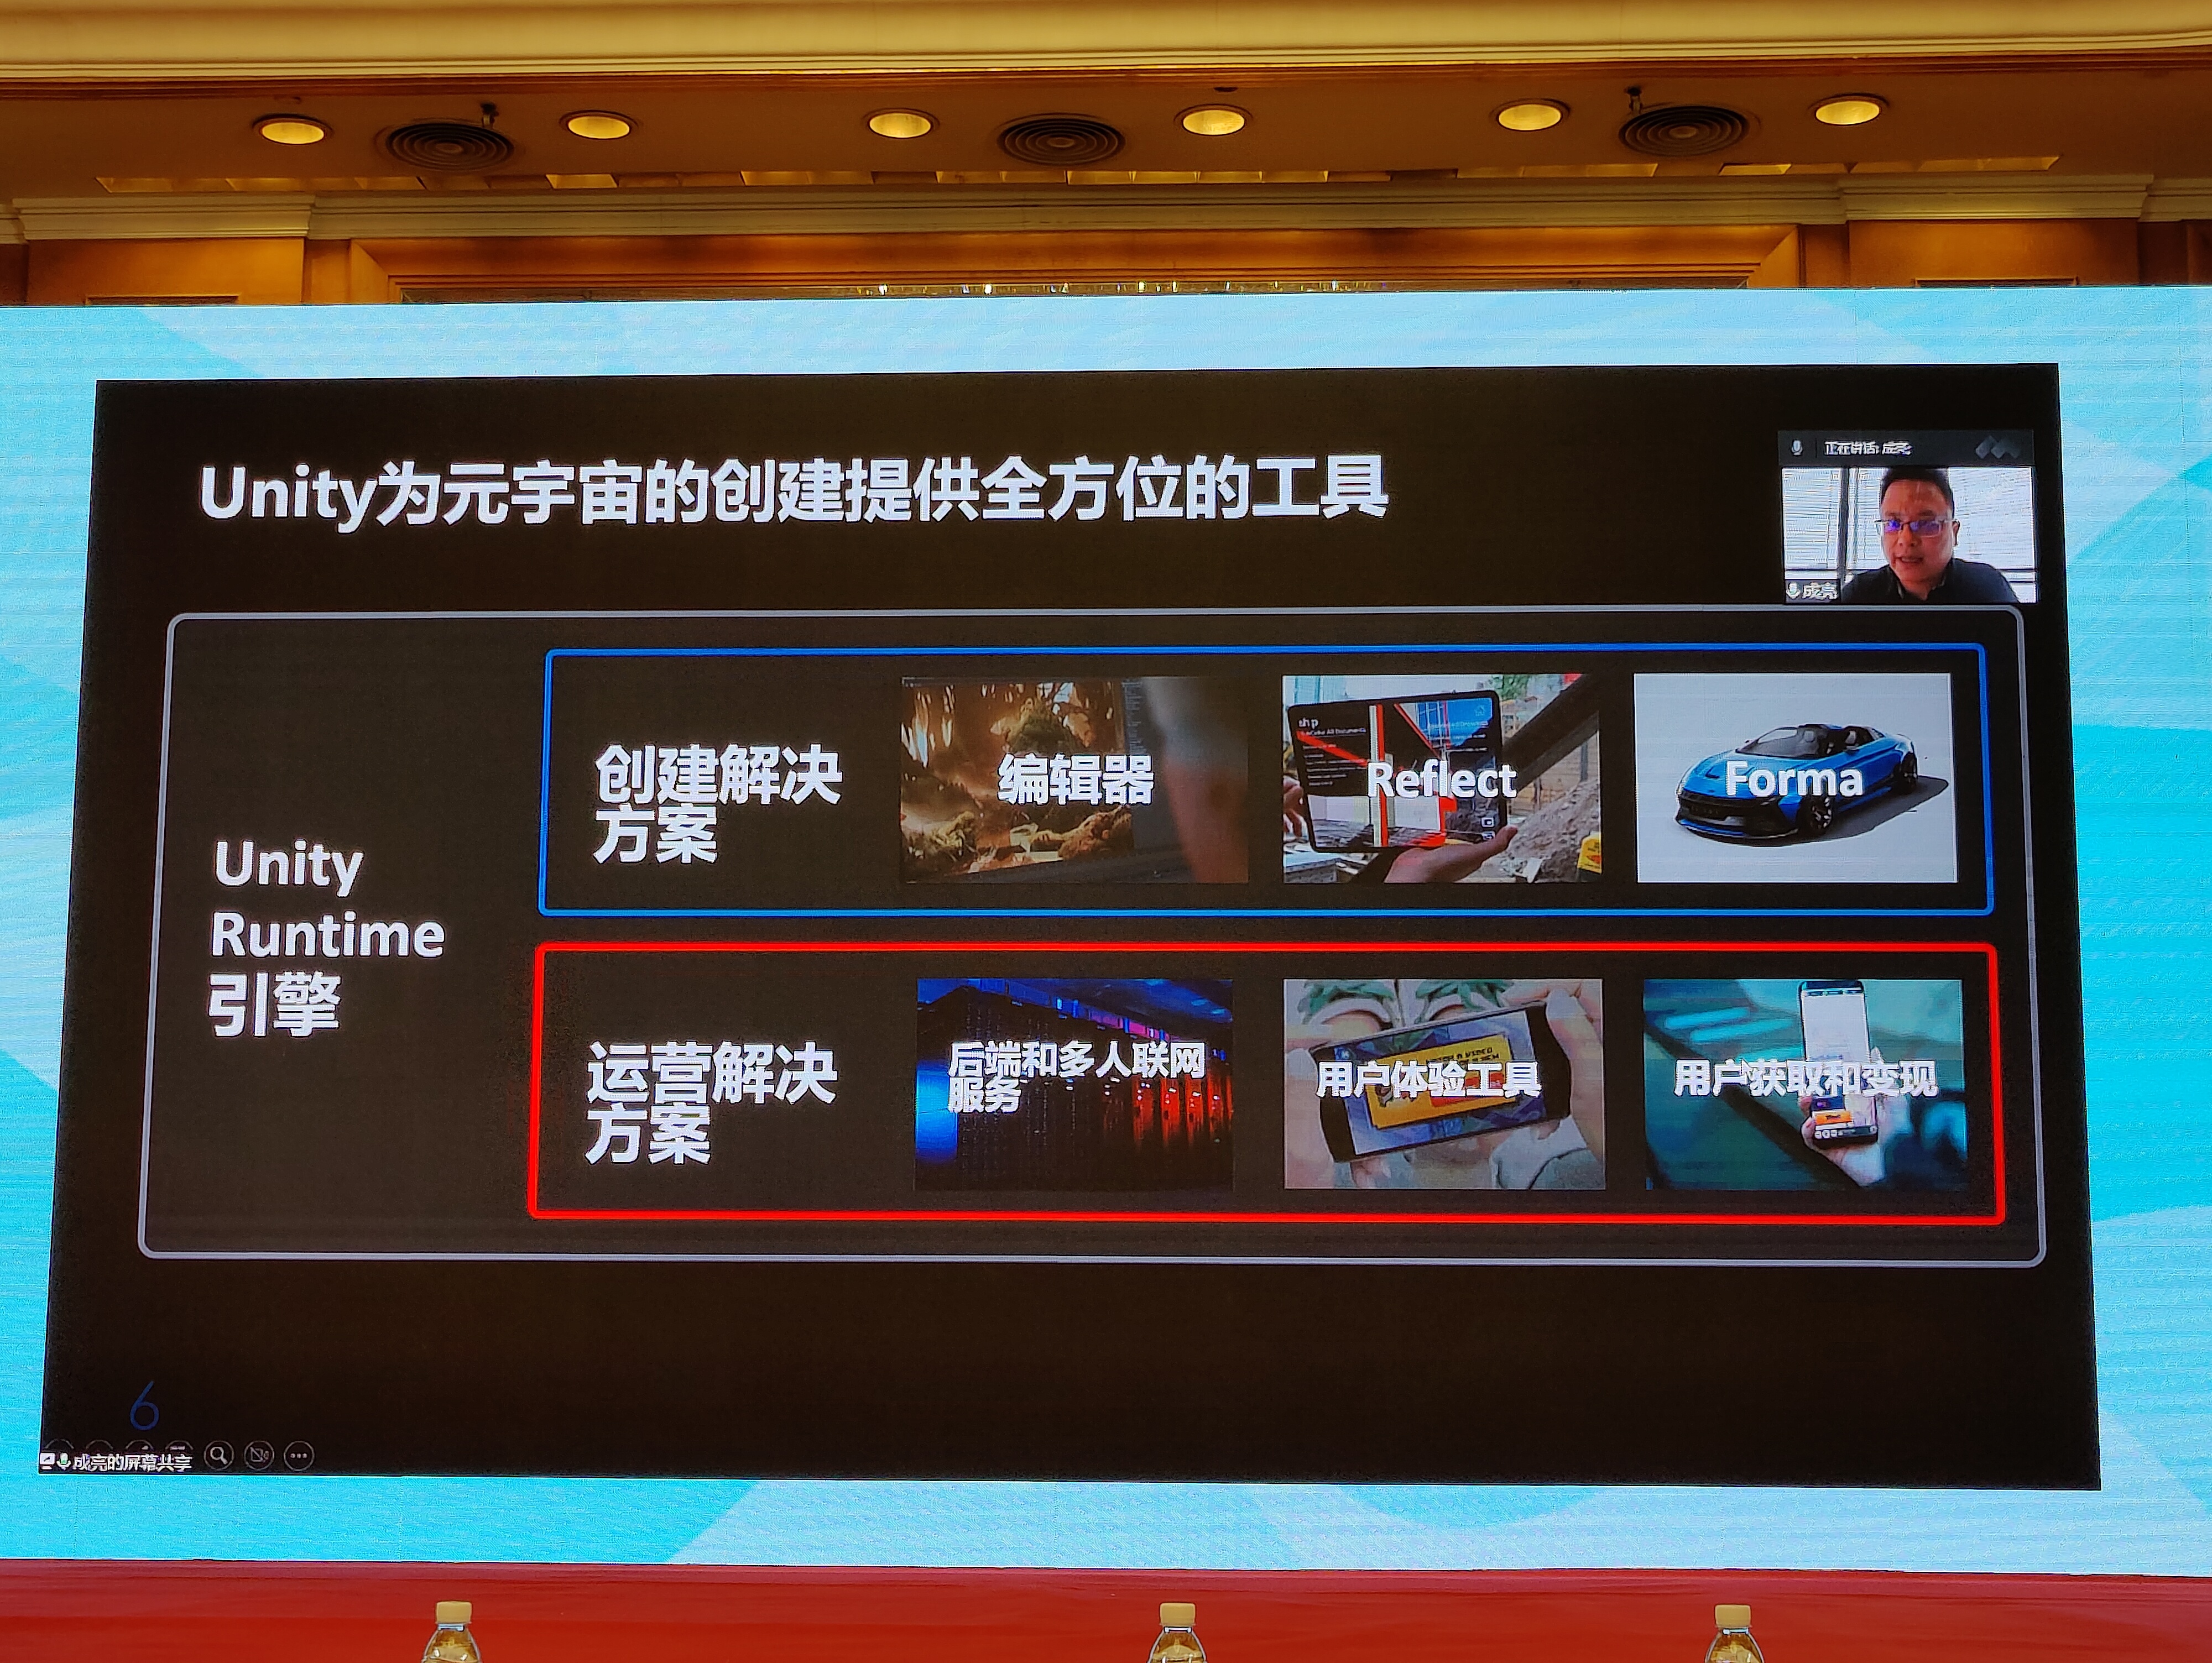 Unity为元宇宙的创建提供全方位的工具
正在讲话: 成亮;
成亮
Unity
Runtime
引擎
创建解决
方案
编辑器
Reflect
Forma
运营解决
方案
后端和多人联网
服务
用户体验工具
用户获取和变现
6
成亮的屏幕共享